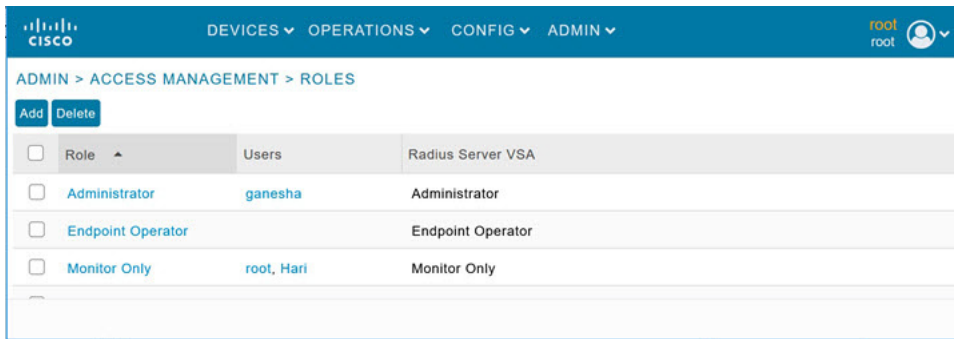 CISCO DEVICES OPERATIONS CONFIG ADMIN root
root
ADMIN > ACCESS MANAGEMENT > ROLES
Add Delete
Role Users Radius Server VSA
Administrator ganesha Administrator
Endpoint Operator Endpoint Operator
Monitor Only root, Hari Monitor Only